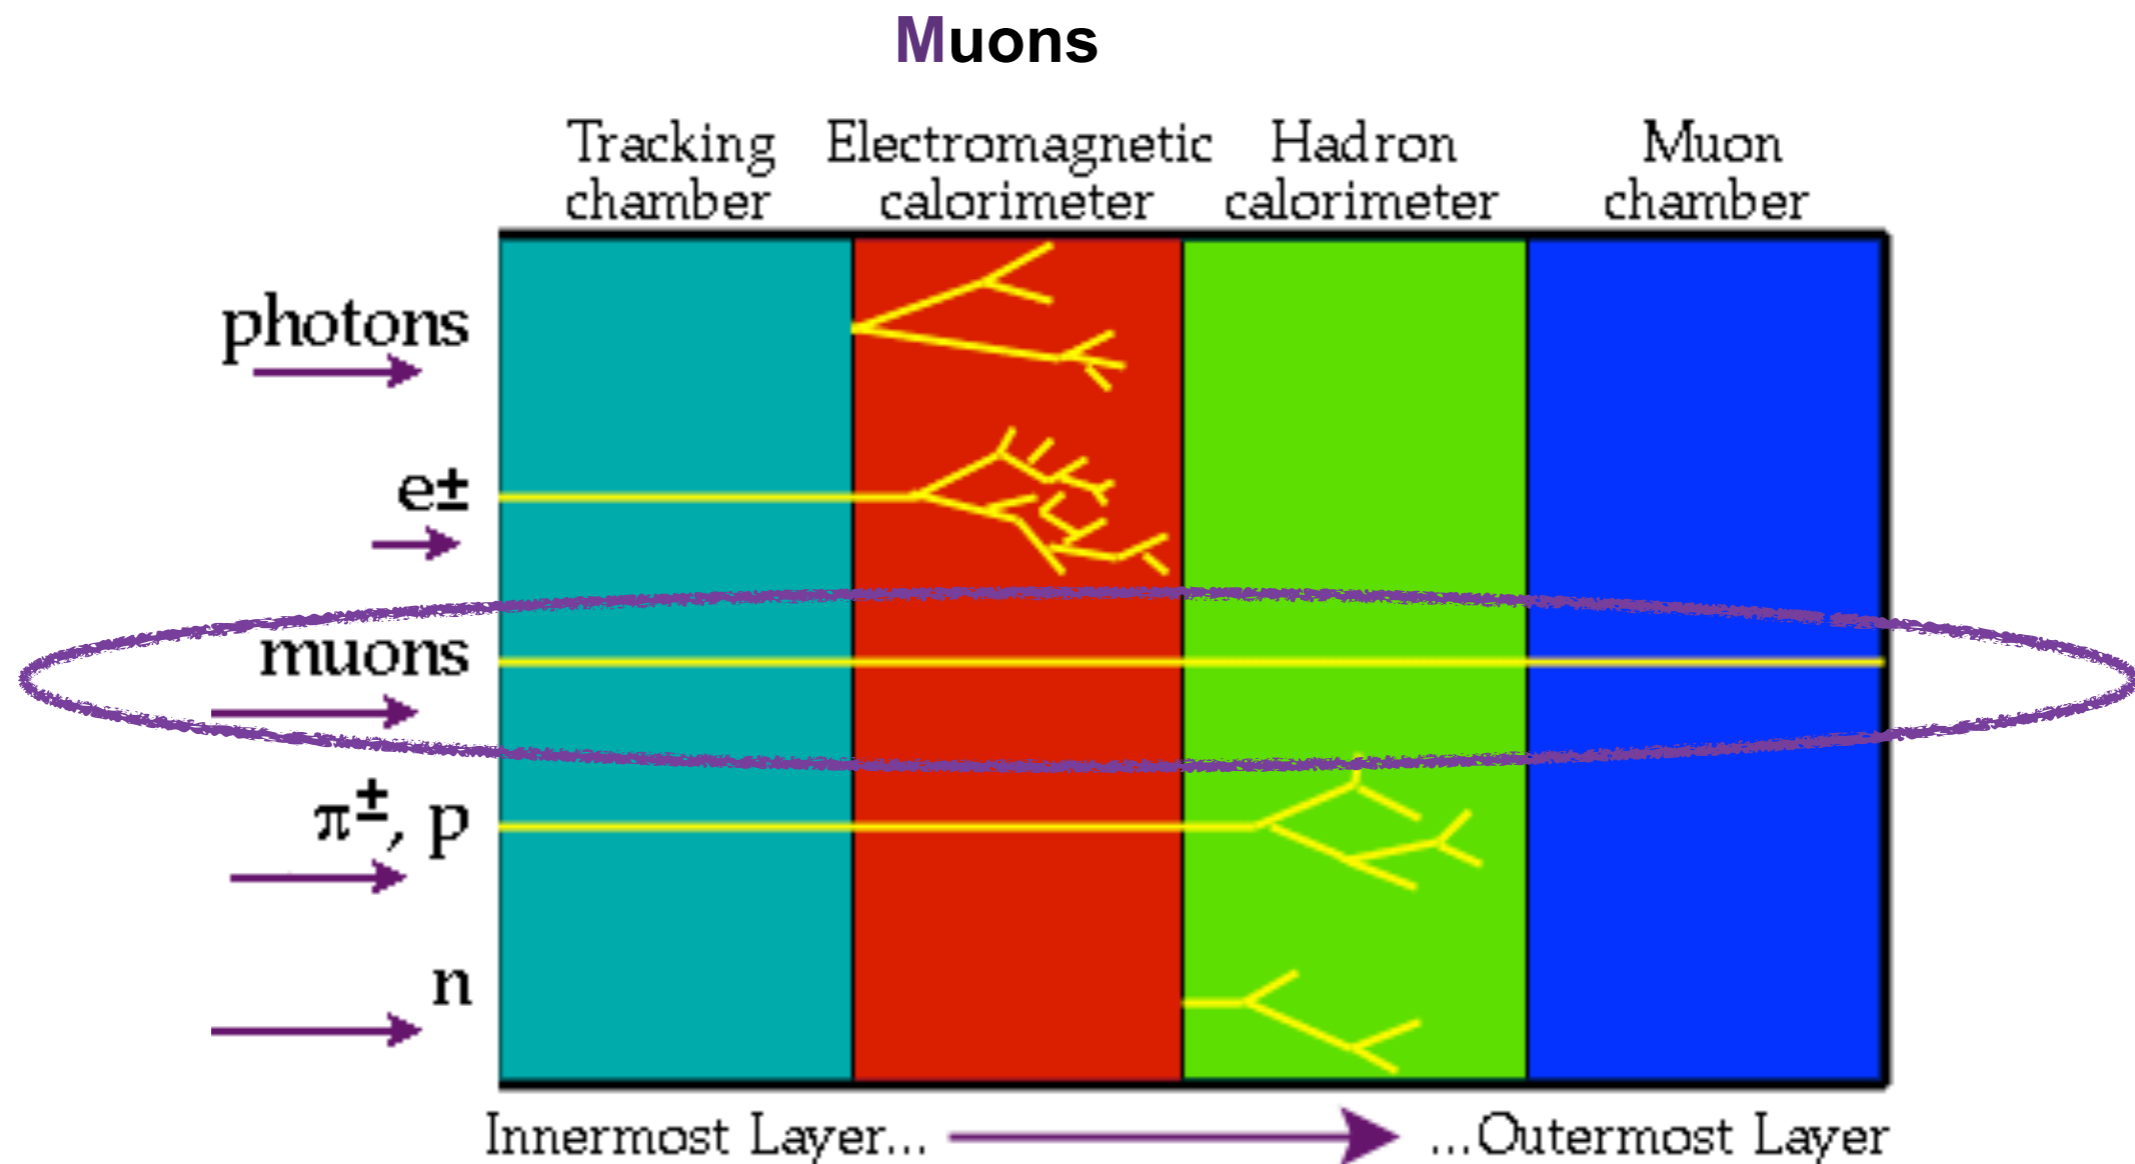 Muons
Tracking chamber
Electromagnetic calorimeter
Hadron calorimeter
Muon chamber
photons
e±
muons
π±, p
n
Innermost Layer...
...Outermost Layer